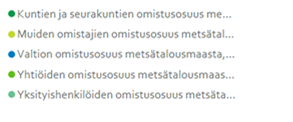 Kuntien ja seurakuntien omistusosuus me...
Muiden omistajien omistusosuus metsätal...
Valtion omistusosuus metsätalousmaasta,...
Yhtiöiden omistusosuus metsätalousmaas...
Yksityishenkilöiden omistusosuus metsäta...